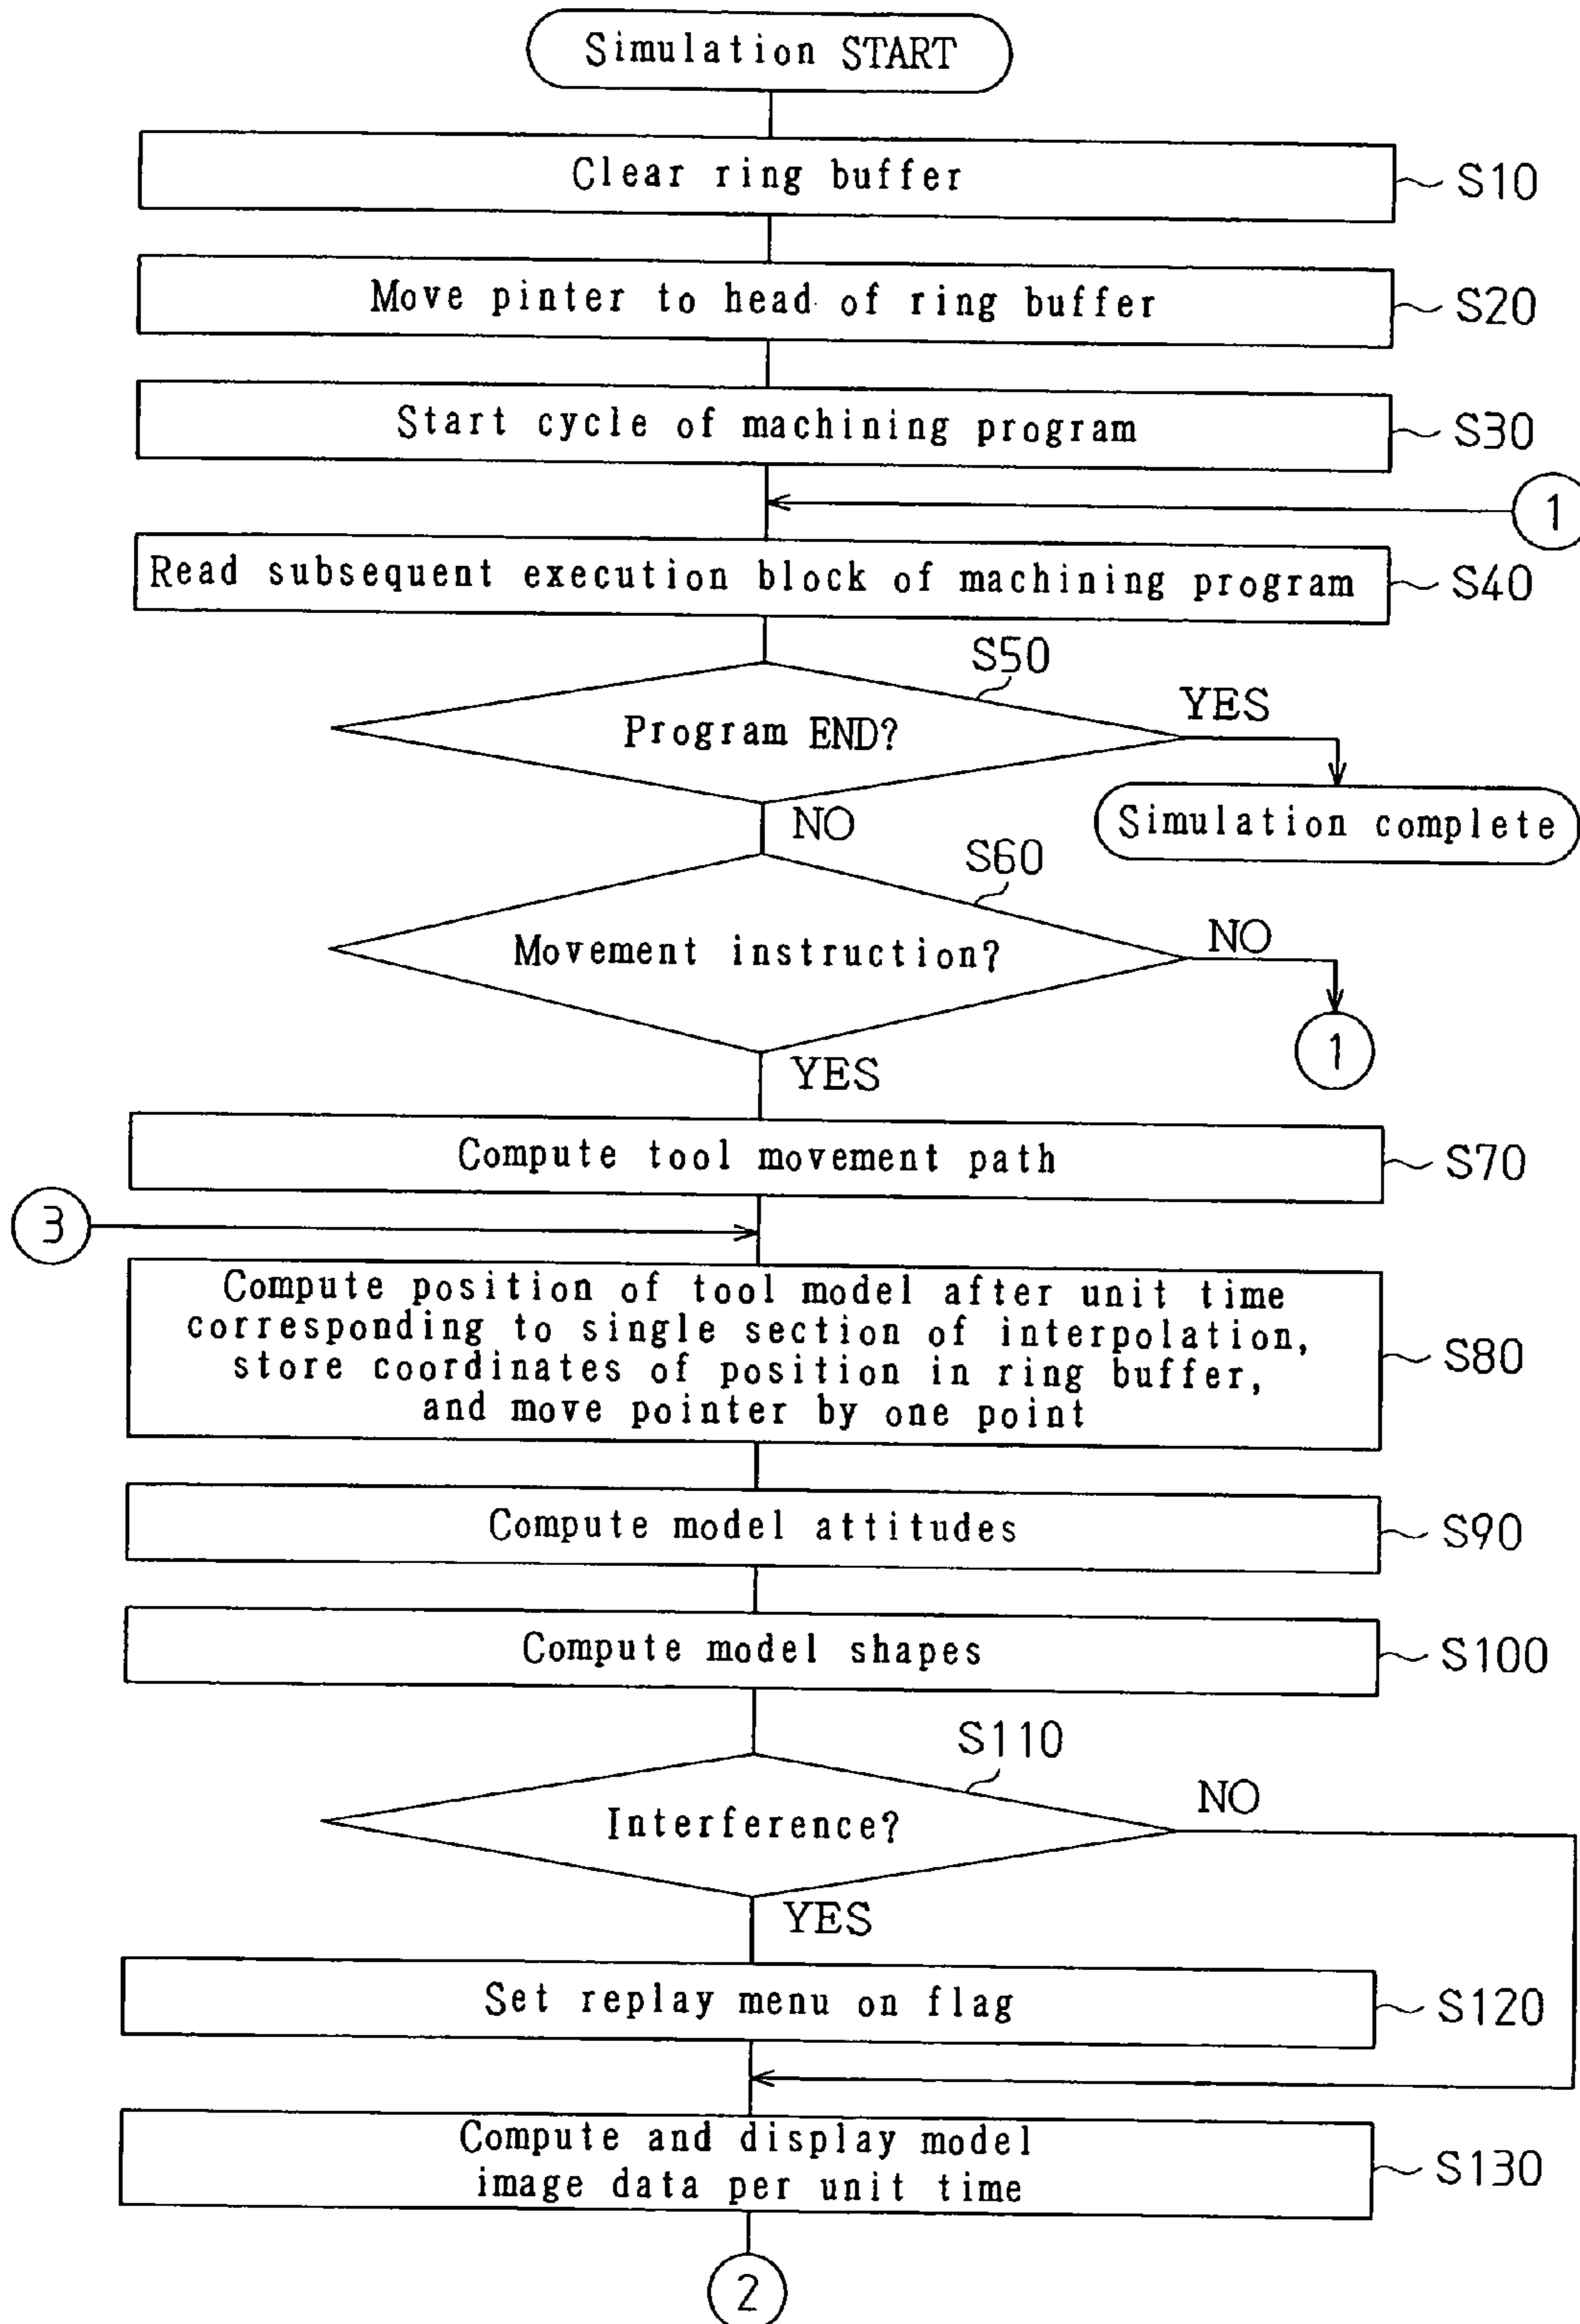 Simulation START
Clear ring buffer
S10
Move pinter to head of ring buffer
S20
Start cycle of machining program
S30
1
Read subsequent execution block of machining program
S40
S50
Program END?
YES
NO
Simulation complete
S60
Movement instruction?
NO
1
YES
Compute tool movement path
S70
3
Compute position of tool model after unit time
corresponding to single section of interpolation,
store coordinates of position in ring buffer,
and move pointer by one point
S80
Compute model attitudes
S90
Compute model shapes
S100
S110
Interference?
NO
YES
Set replay menu on flag
S120
Compute and display model
image data per unit time
S130
2